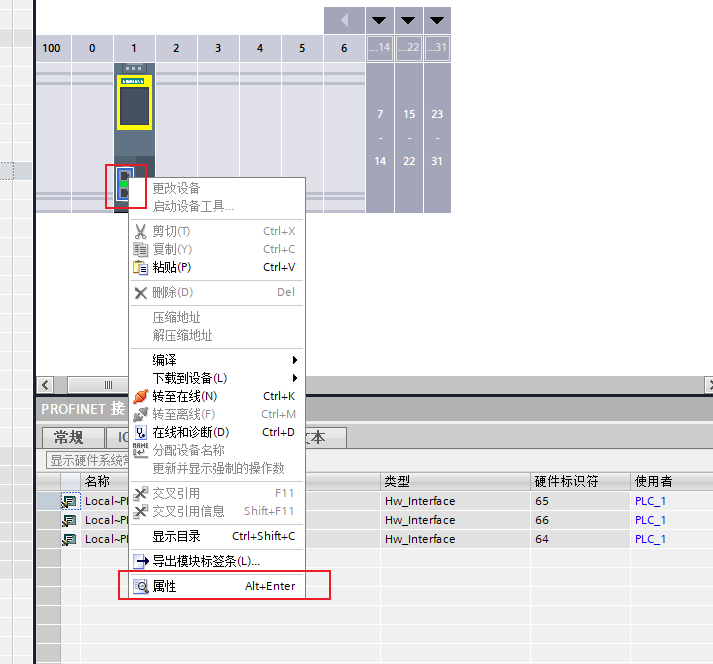 100 0 1 2 3 4 5 6 ...14 ...22 ...31
SIEMENS
7 15 23
- - -
14 22 31
更改设备
启动设备工具...
剪切(T) Ctrl+X
复制(Y) Ctrl+C
粘贴(P) Ctrl+V
删除(D) Del
压缩地址
解压缩地址
编译
下载到设备(L)
转至在线(N) Ctrl+K
转至离线(F) Ctrl+M
在线和诊断(D) Ctrl+D
分配设备名称
更新并显示强制的操作数
交叉引用 F11
交叉引用信息 Shift+F11
显示目录 Ctrl+Shift+C
导出模块标签条(L)...
属性 Alt+Enter
PROFINET 接
常规 IO 文本
显示硬件系统常
名称 类型 硬件标识符 使用者
Local~P Hw_Interface 65 PLC_1
Local~P Hw_Interface 66 PLC_1
Local~P Hw_Interface 64 PLC_1